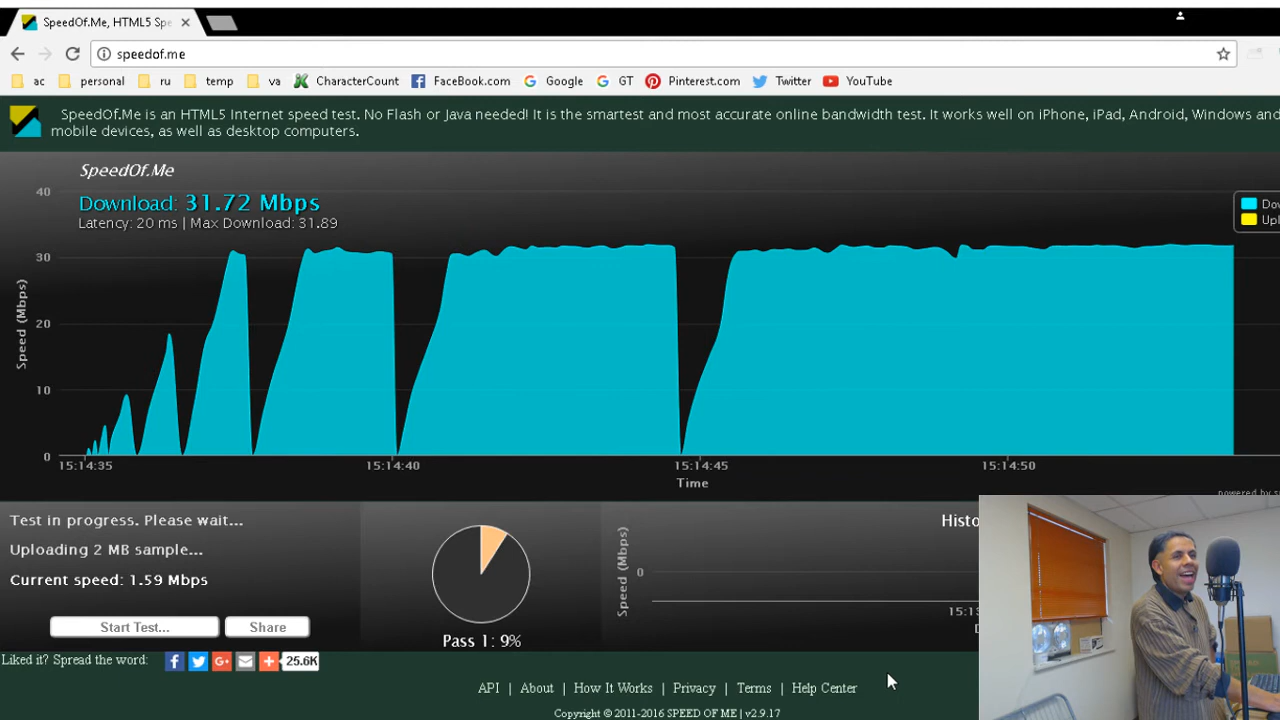 SpeedOf.Me, HTML5 Spe
speedof.me
ac personal ru temp va CharacterCount FaceBook.com Google GT Pinterest.com Twitter YouTube
SpeedOf.Me is an HTML5 Internet speed test. No Flash or Java needed! It is the smartest and most accurate online bandwidth test. It works well on iPhone, iPad, Android, Windows and
mobile devices, as well as desktop computers.
SpeedOf.Me
Download: 31.72 Mbps
Latency: 20 ms | Max Download: 31.89
Dov
Upl
40
30
20
10
0
Speed (Mbps)
15:14:35 15:14:40 15:14:45 15:14:50
Time
powered by s
Test in progress. Please wait...
Uploading 2 MB sample...
Current speed: 1.59 Mbps
Start Test... Share
Pass 1: 9%
Histo
Speed (Mbps)
0
15:13
Liked it? Spread the word: 25.6K
API | About | How It Works | Privacy | Terms | Help Center
Copyright © 2011-2016 SPEED OF ME | v2.9.17